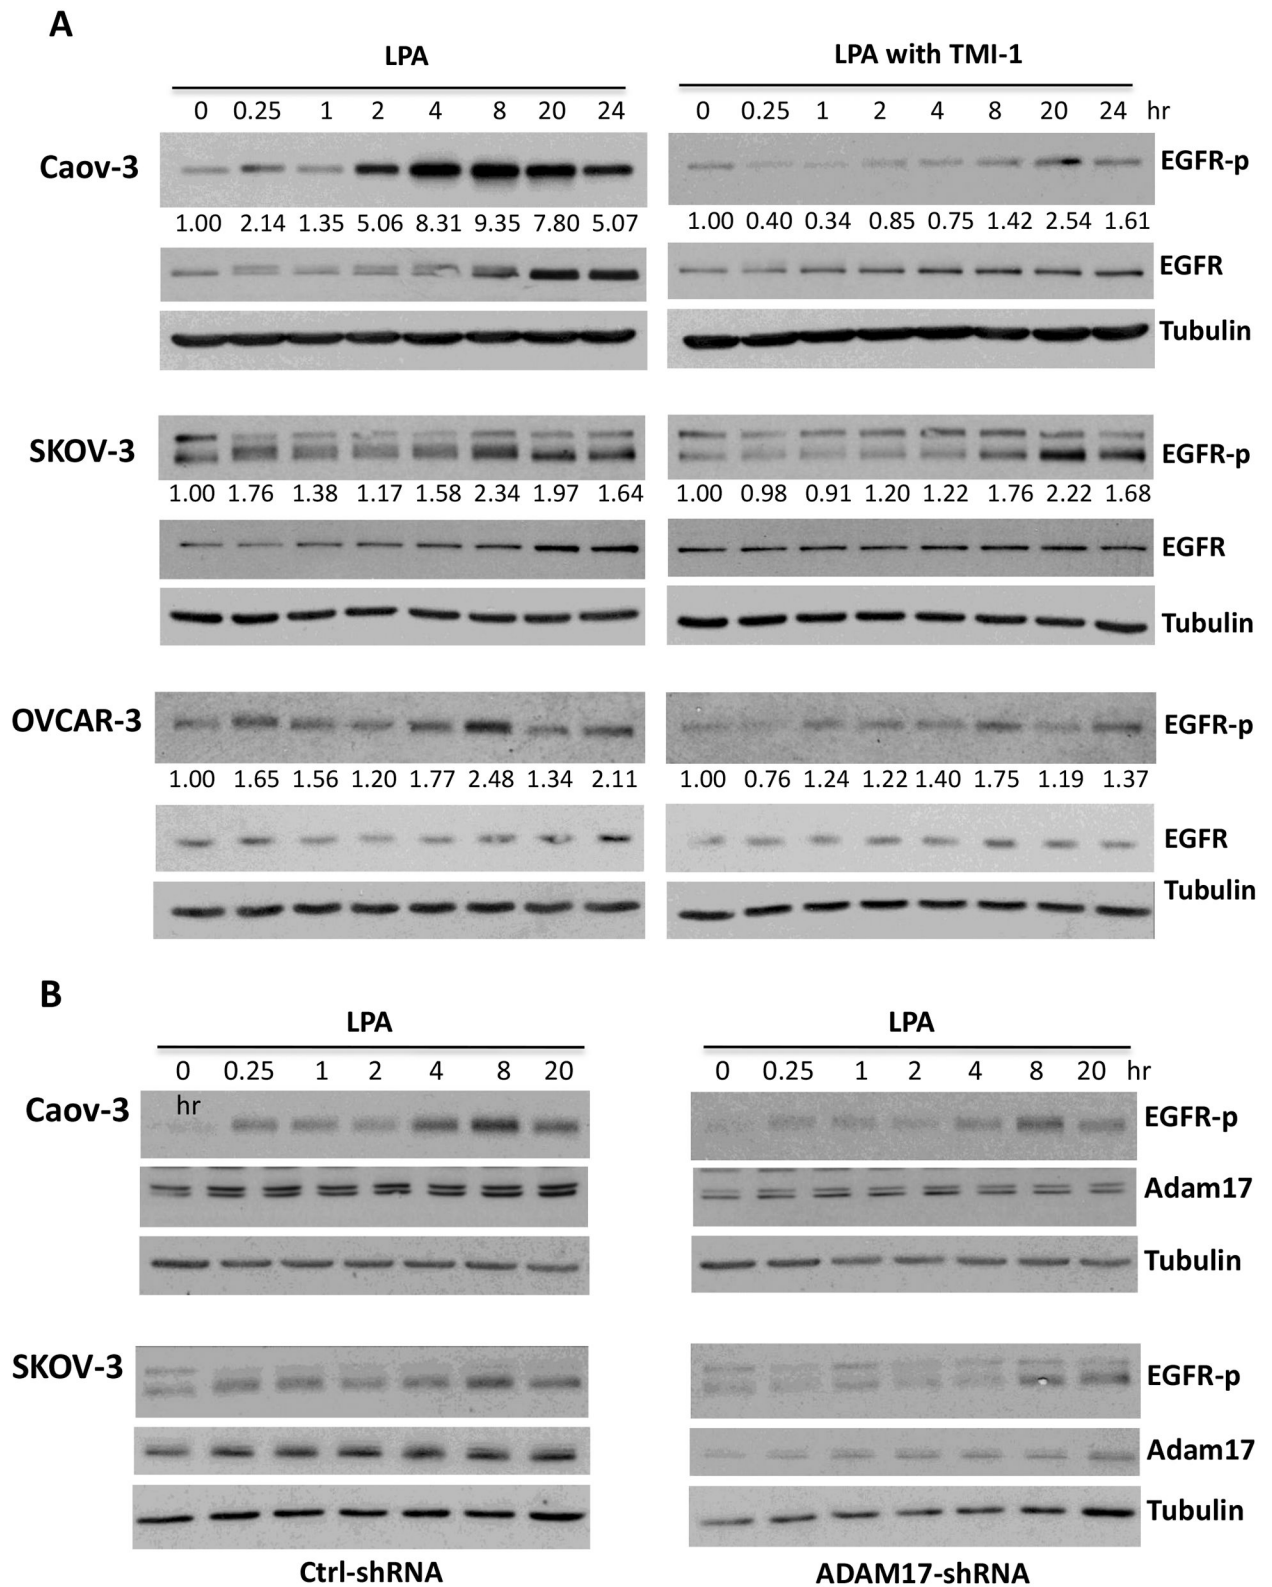 A
LPA
LPA with TMI-1
0 0.25 1 2 4 8 20 24
0 0.25 1 2 4 8 20 24 hr
Caov-3
EGFR-p
1.00 2.14 1.35 5.06 8.31 9.35 7.80 5.07
1.00 0.40 0.34 0.85 0.75 1.42 2.54 1.61
EGFR
Tubulin
SKOV-3
EGFR-p
1.00 1.76 1.38 1.17 1.58 2.34 1.97 1.64
1.00 0.98 0.91 1.20 1.22 1.76 2.22 1.68
EGFR
Tubulin
OVCAR-3
EGFR-p
1.00 1.65 1.56 1.20 1.77 2.48 1.34 2.11
1.00 0.76 1.24 1.22 1.40 1.75 1.19 1.37
EGFR
Tubulin
B
LPA
LPA
0 0.25 1 2 4 8 20
hr
0 0.25 1 2 4 8 20 hr
Caov-3
EGFR-p
Adam17
Tubulin
SKOV-3
EGFR-p
Adam17
Tubulin
Ctrl-shRNA
ADAM17-shRNA